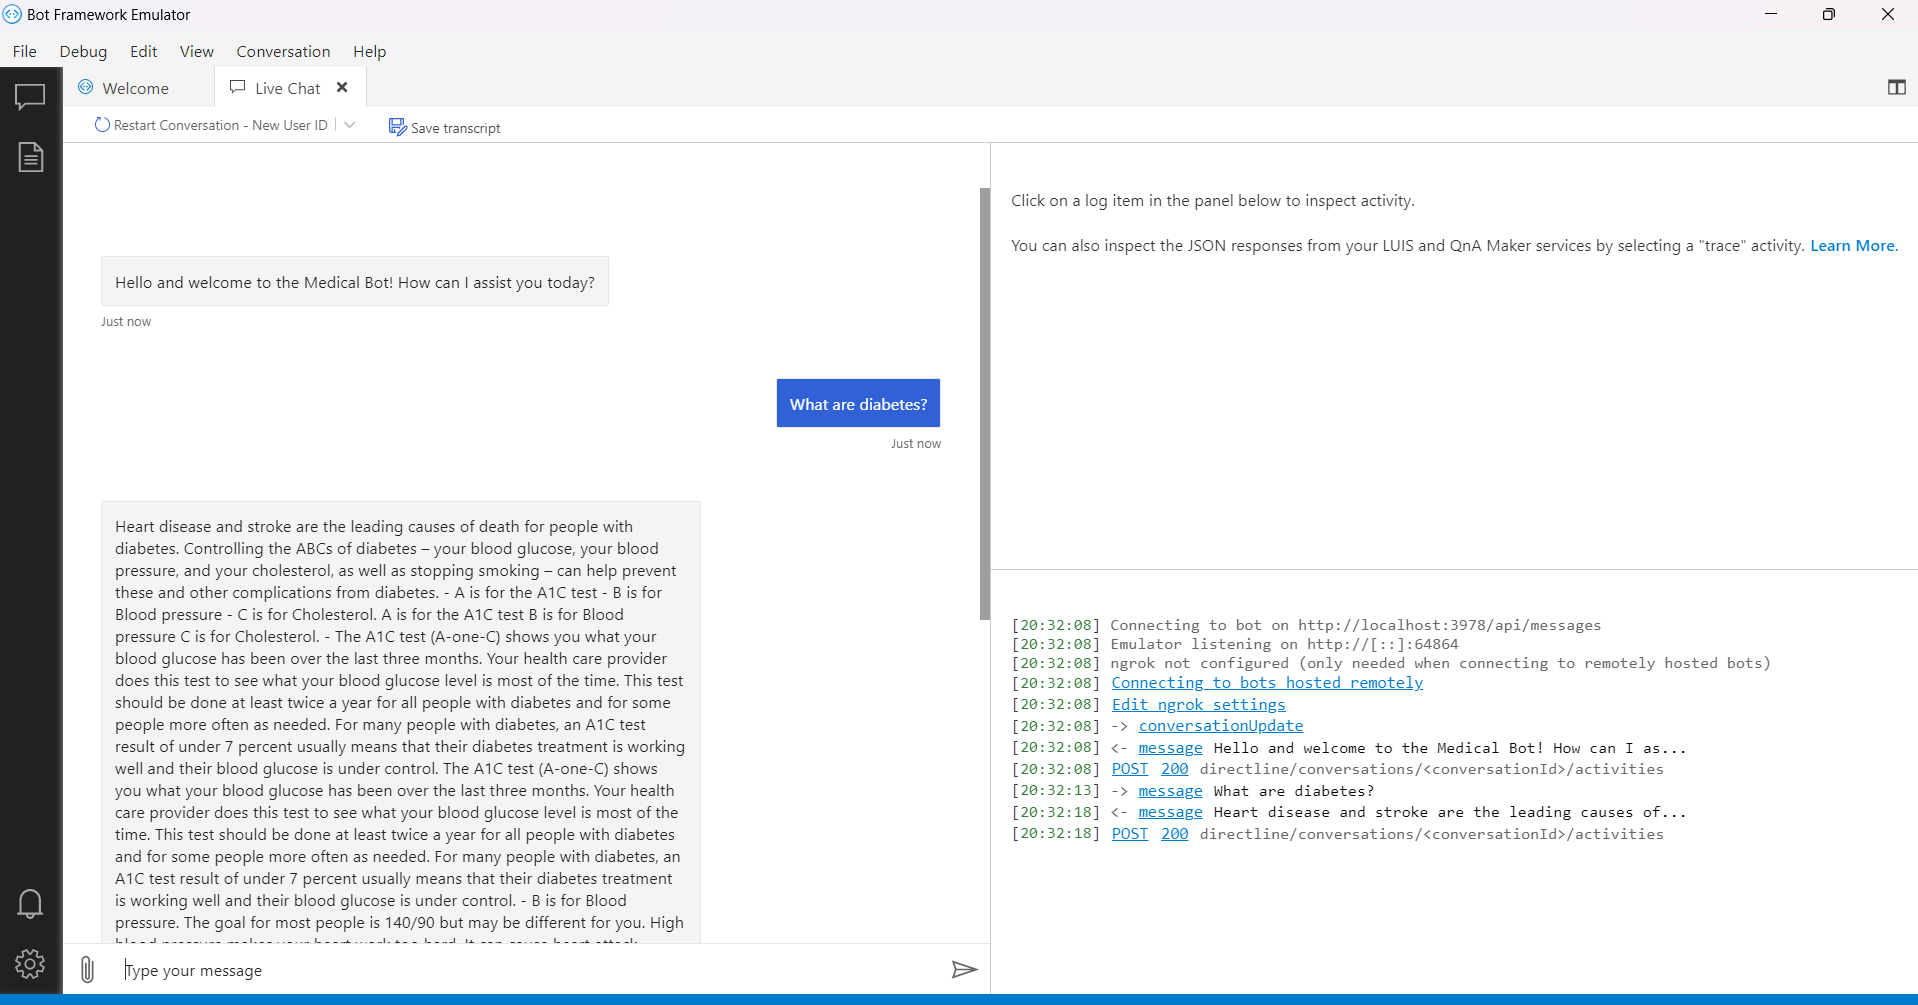 Bot Framework Emulator
File Debug Edit View Conversation Help
Welcome
Live Chat
Restart Conversation - New User ID
Save transcript
Hello and welcome to the Medical Bot! How can I assist you today?
Just now
What are diabetes?
Just now
Heart disease and stroke are the leading causes of death for people with
diabetes. Controlling the ABCs of diabetes – your blood glucose, your blood
pressure, and your cholesterol, as well as stopping smoking – can help prevent
these and other complications from diabetes. - A is for the A1C test - B is for
Blood pressure - C is for Cholesterol. A is for the A1C test B is for Blood
pressure C is for Cholesterol. - The A1C test (A-one-C) shows you what your
blood glucose has been over the last three months. Your health care provider
does this test to see what your blood glucose level is most of the time. This test
should be done at least twice a year for all people with diabetes and for some
people more often as needed. For many people with diabetes, an A1C test
result of under 7 percent usually means that their diabetes treatment is working
well and their blood glucose is under control. The A1C test (A-one-C) shows
you what your blood glucose has been over the last three months. Your health
care provider does this test to see what your blood glucose level is most of the
time. This test should be done at least twice a year for all people with diabetes
and for some people more often as needed. For many people with diabetes, an
A1C test result of under 7 percent usually means that their diabetes treatment
is working well and their blood glucose is under control. - B is for Blood
pressure. The goal for most people is 140/90 but may be different for you. High
Type your message
Click on a log item in the panel below to inspect activity.
You can also inspect the JSON responses from your LUIS and QnA Maker services by selecting a "trace" activity. Learn More.
[20:32:08] Connecting to bot on http://localhost:3978/api/messages
[20:32:08] Emulator listening on http://[::]:64864
[20:32:08] ngrok not configured (only needed when connecting to remotely hosted bots)
[20:32:08] Connecting to bots hosted remotely
[20:32:08] Edit ngrok settings
[20:32:08] -> conversationUpdate
[20:32:08] <- message Hello and welcome to the Medical Bot! How can I as...
[20:32:08] POST 200 directline/conversations/<conversationId>/activities
[20:32:13] -> message What are diabetes?
[20:32:18] <- message Heart disease and stroke are the leading causes of...
[20:32:18] POST 200 directline/conversations/<conversationId>/activities